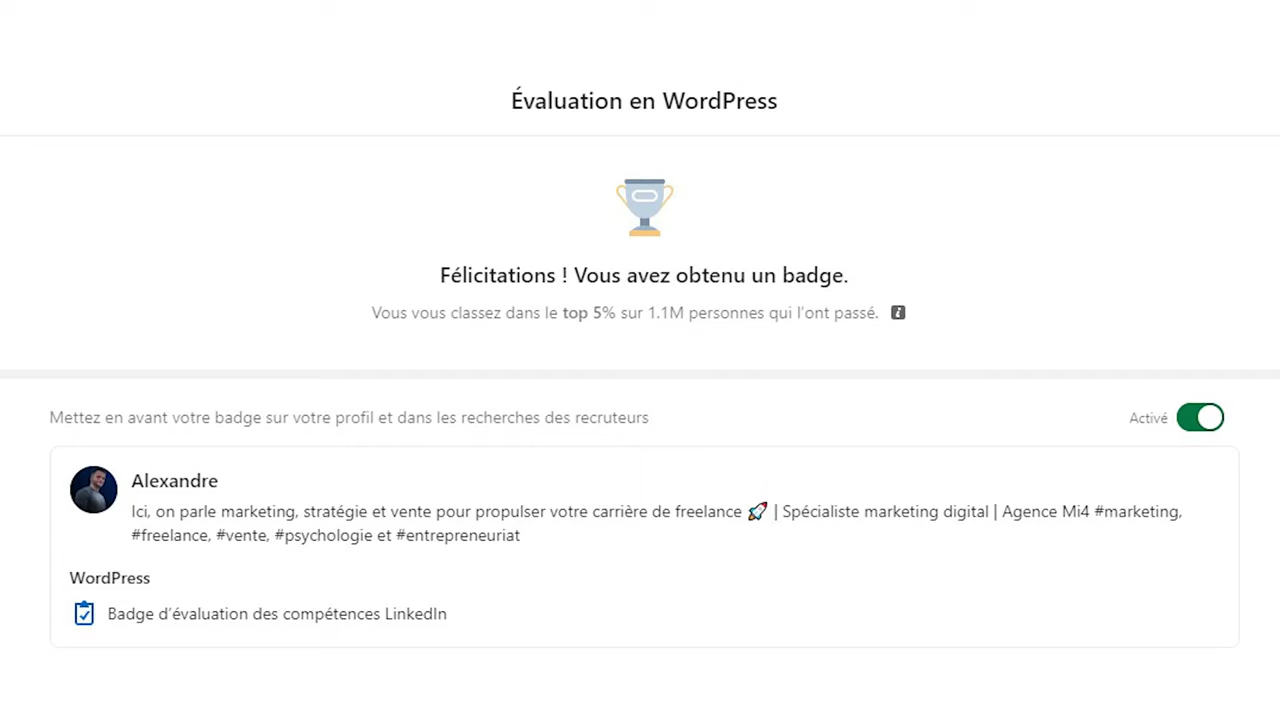 Évaluation en WordPress
Félicitations ! Vous avez obtenu un badge.
Vous vous classez dans le top 5% sur 1.1M personnes qui l'ont passé.
Mettez en avant votre badge sur votre profil et dans les recherches des recruteurs
Activé
Alexandre
Ici, on parle marketing, stratégie et vente pour propulser votre carrière de freelance 🚀 | Spécialiste marketing digital | Agence Mi4 #marketing,
#freelance, #vente, #psychologie et #entrepreneuriat
WordPress
Badge d'évaluation des compétences LinkedIn